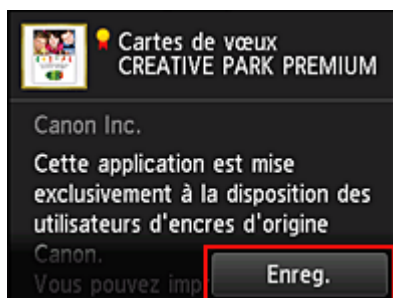 Cartes de vœux
CREATIVE PARK PREMIUM
Canon Inc.
Cette application est mise
exclusivement à la disposition des
utilisateurs d'encres d'origine
Canon.
Vous pouvez imp
Enreg.